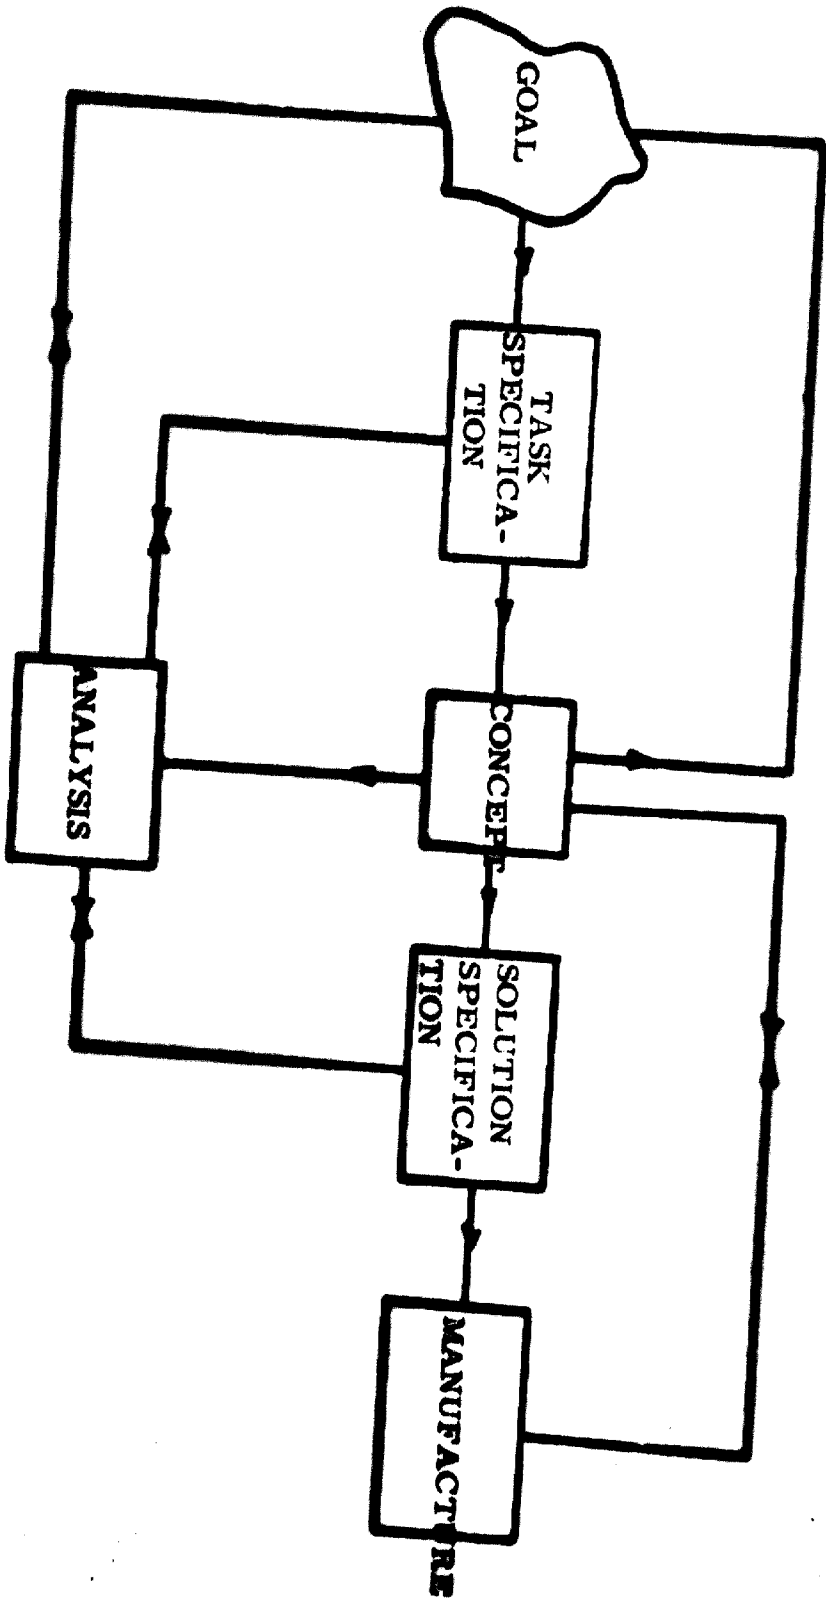 GOAL
TASK
SPECIFICA-
TION
CONCEPT
SOLUTION
SPECIFICA-
TION
MANUFACTURE
ANALYSIS